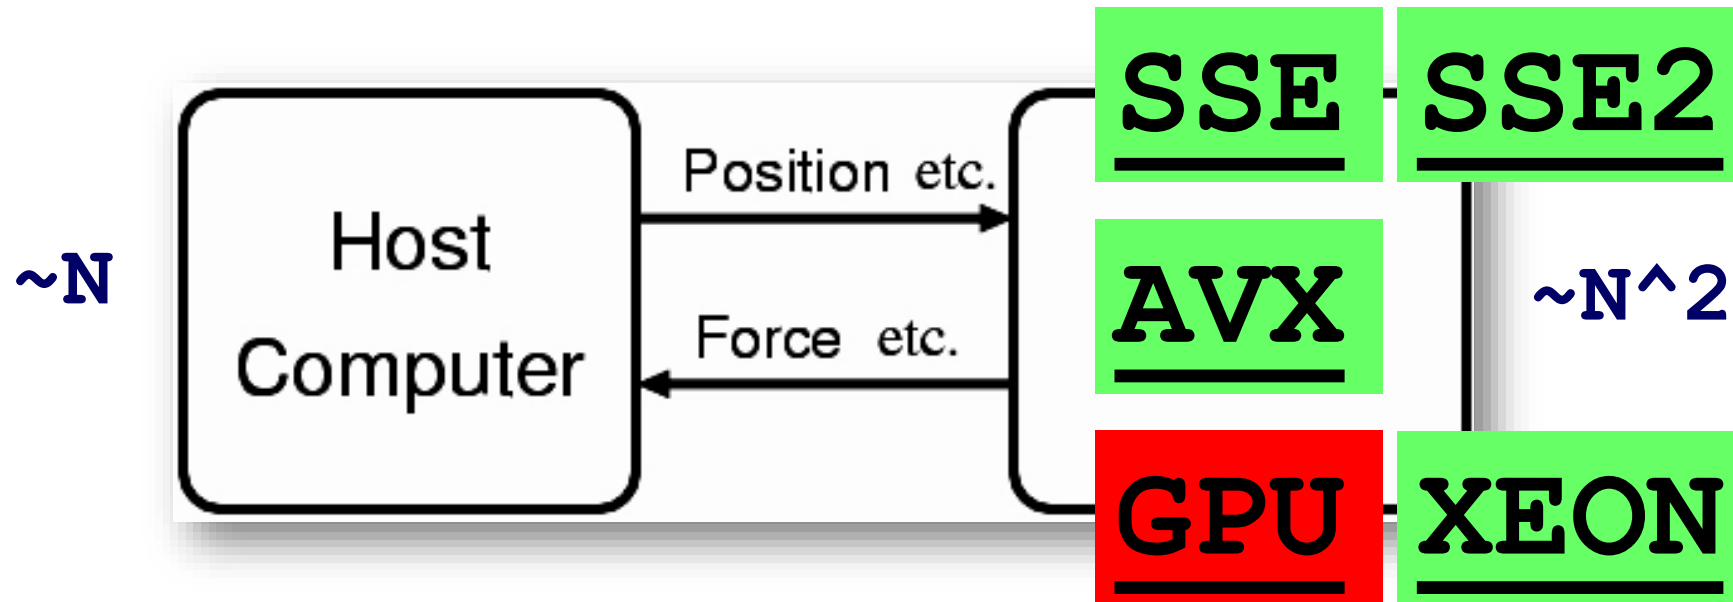 SSE SSE2
Position etc.
Host
Computer
~N
AVX
~N^2
Force etc.
GPU XEON